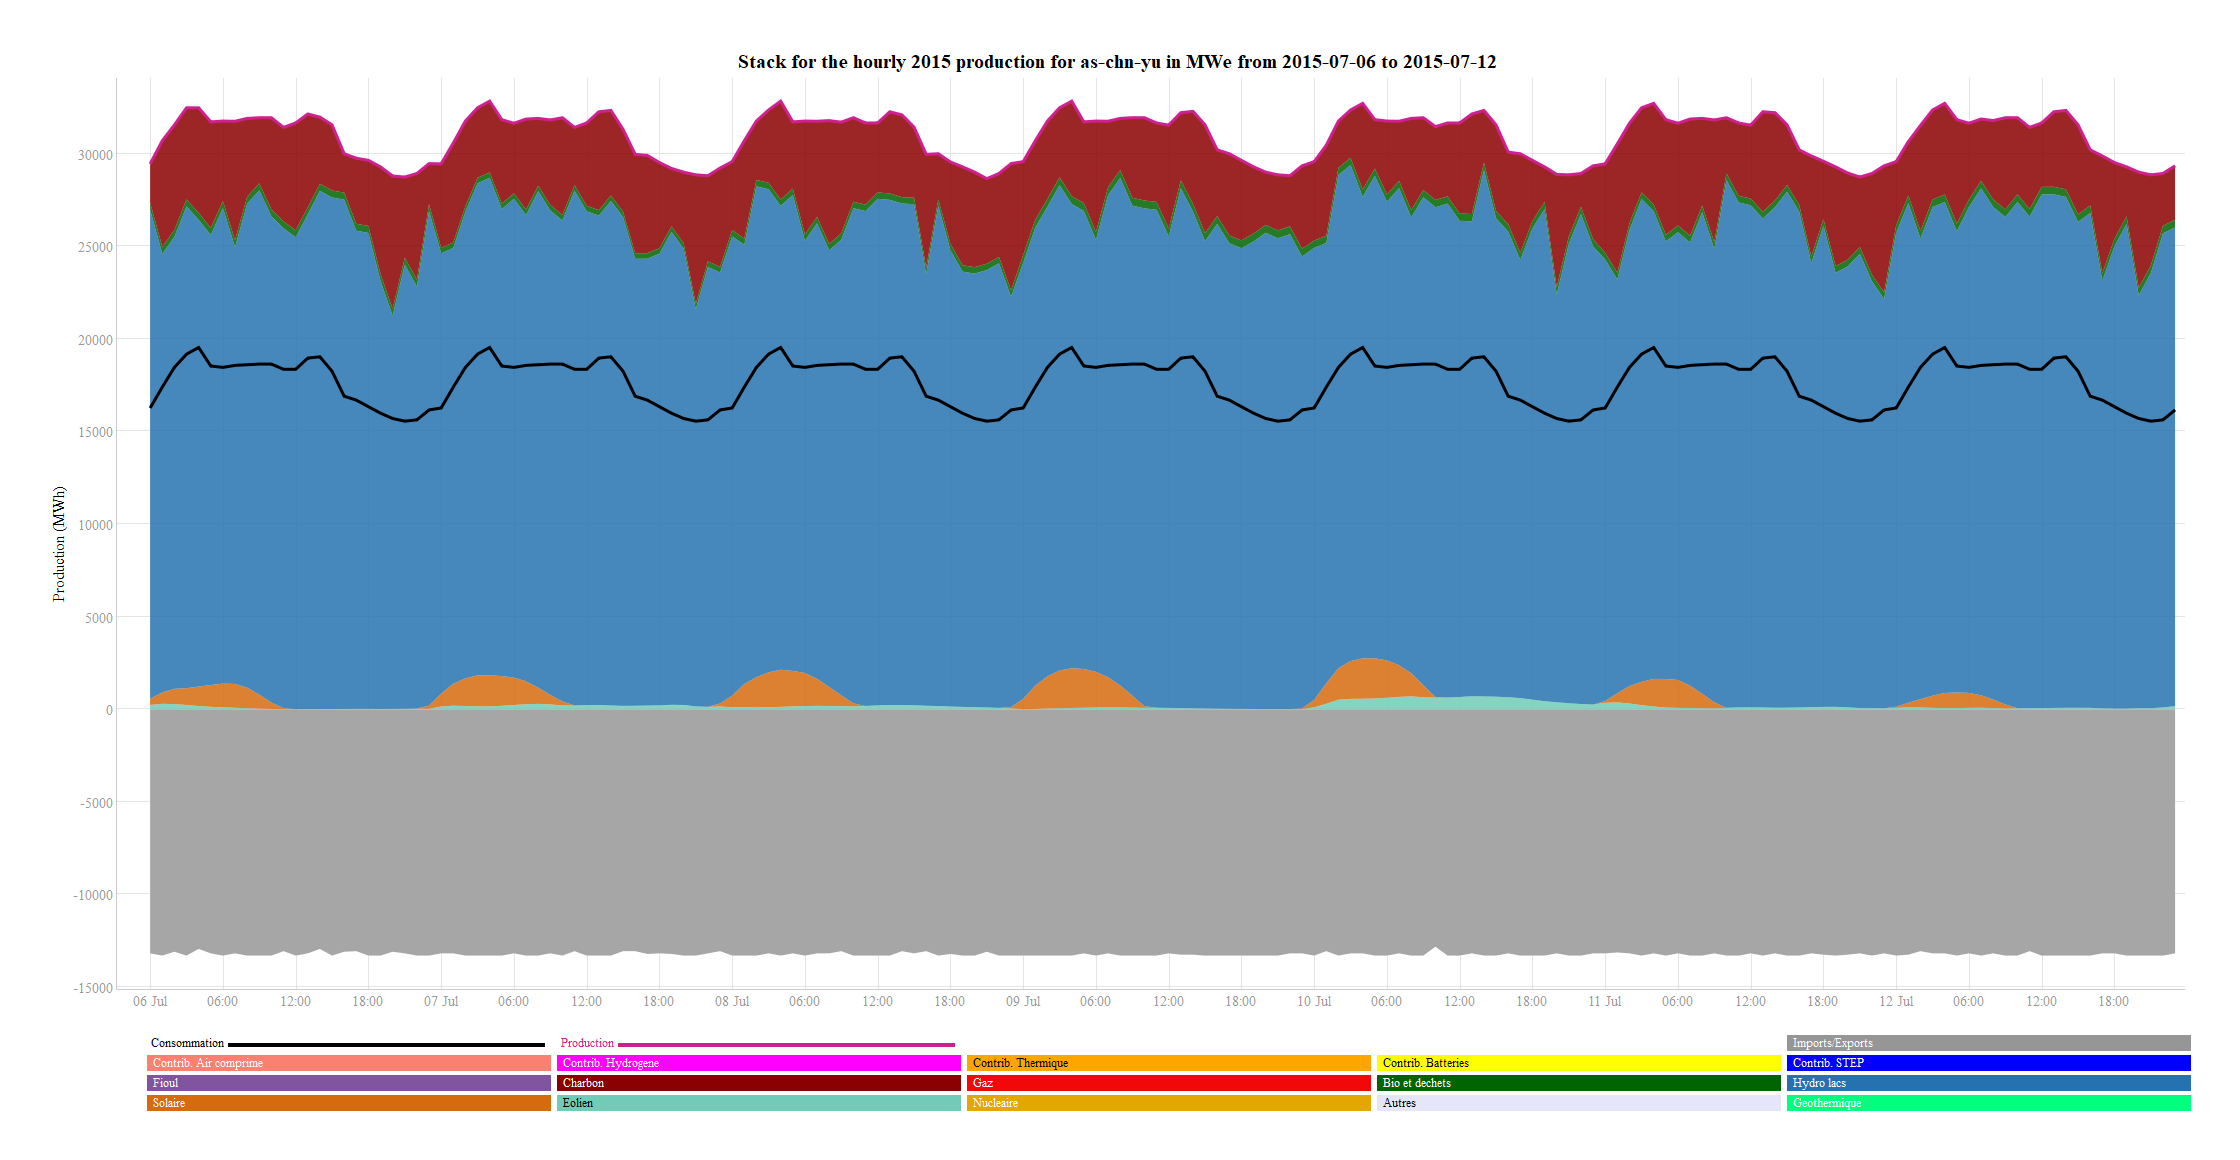 Stack for the hourly 2015 production for as-chn-yu in MWe from 2015-07-06 to 2015-07-12
Production (MWh)
30000
25000
20000
15000
10000
5000
0
-5000
-10000
-15000
06 Jul 06:00 12:00 18:00 07 Jul 06:00 12:00 18:00 08 Jul 06:00 12:00 18:00 09 Jul 06:00 12:00 18:00 10 Jul 06:00 12:00 18:00 11 Jul 06:00 12:00 18:00 12 Jul 06:00 12:00 18:00
Consommation Production Imports/Exports
Contrib. Air comprime Contrib. Hydrogene Contrib. Thermique Contrib. Batteries Contrib. STEP
Fioul Charbon Gaz Bio et dechets Hydro lacs
Solaire Eolien Nucleaire Autres Geothermique